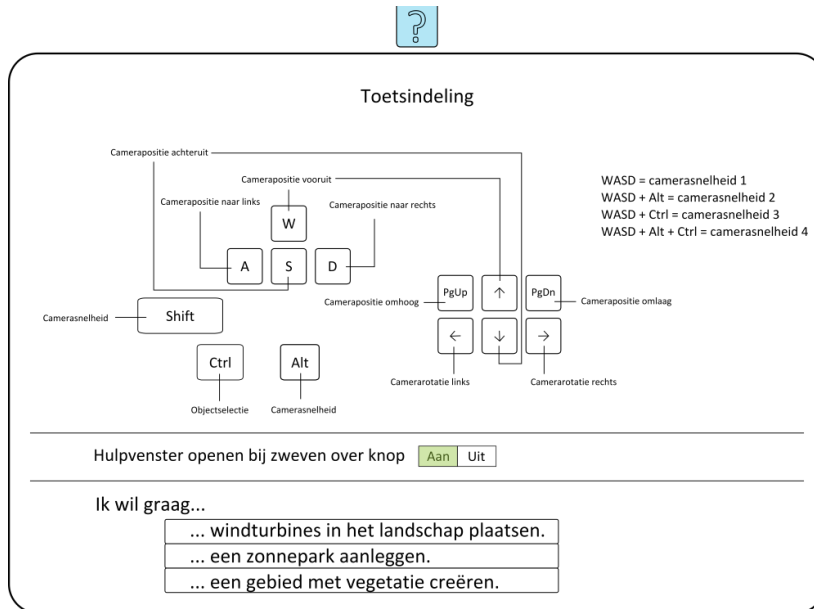 ?
Toetsindeling
Camerapositie achteruit
Camerapositie vooruit
Camerapositie naar links
Camerapositie naar rechts
WASD = camerasnelheid 1
WASD + Alt = camerasnelheid 2
WASD + Ctrl = camerasnelheid 3
WASD + Alt + Ctrl = camerasnelheid 4
W
A
S
D
PgUp
↑
PgDn
Camerapositie omhoog
Camerapositie omlaag
Camerasnelheid
Shift
←
↓
→
Ctrl
Alt
Camerarotatie links
Camerarotatie rechts
Objectselectie
Camerasnelheid
Hulpvenster openen bij zweven over knop
Aan
Uit
Ik wil graag...
... windturbines in het landschap plaatsen.
... een zonnepark aanleggen.
... een gebied met vegetatie creëren.